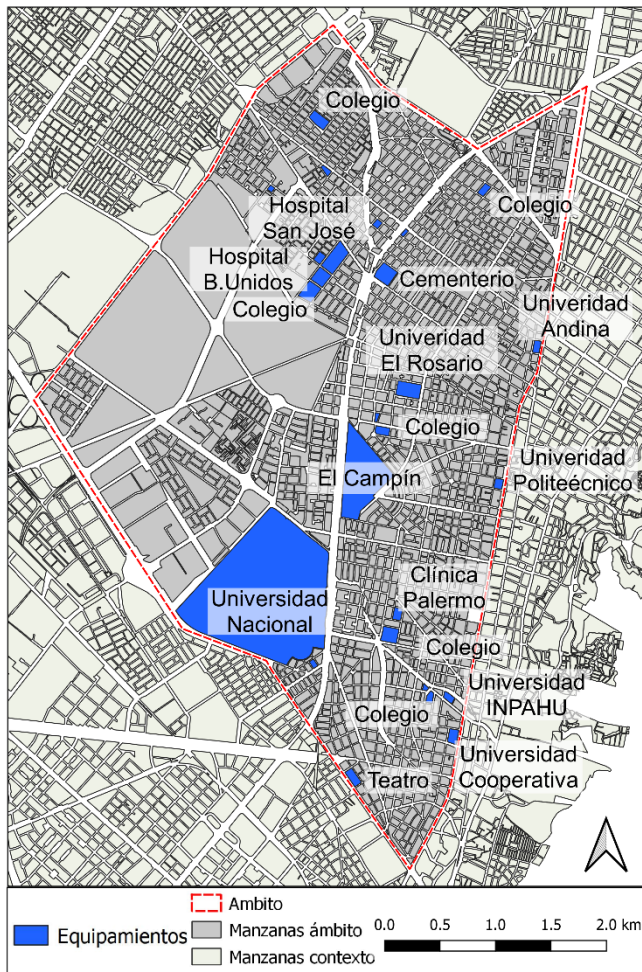 Colegio
Colegio
Hospital
San José
Hospital
B.Unidos
Colegio
Cementerio
Univeridad
Andina
Univeridad
El Rosario
Colegio
El Campín
Univeridad
Politeécnico
Clínica
Palermo
Universidad
Nacional
Colegio
Universidad
INPAHU
Colegio
Universidad
Cooperativa
Teatro
Equipamientos
Ambito
Manzanas ámbito
Manzanas contexto
0.0 0.5 1.0 1.5 2.0 km